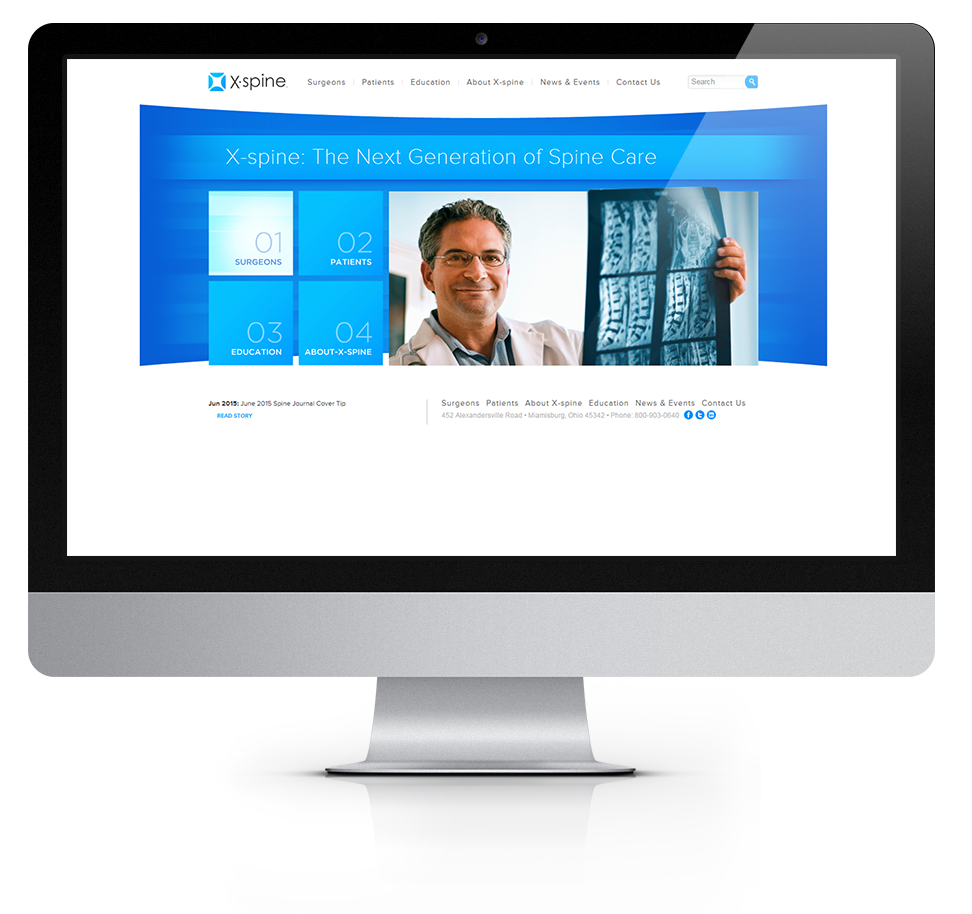 X-spine
Surgeons Patients Education About X-spine News & Events Contact Us Search
X-spine: The Next Generation of Spine Care
01
SURGEONS
02
PATIENTS
03
EDUCATION
04
ABOUT-X-SPINE
Jun 2015: June 2015 Spine Journal Cover Tip
READ STORY
Surgeons Patients About X-spine Education News & Events Contact Us
452 Alexandersville Road • Miamisburg, Ohio 45342 • Phone: 800-903-0640